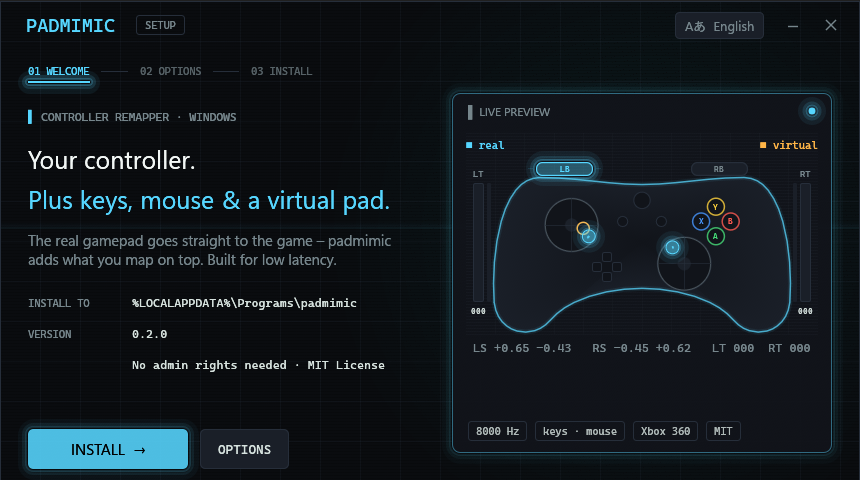 PADMIMIC
SETUP
Aあ English
01 WELCOME
02 OPTIONS
03 INSTALL
CONTROLLER REMAPPER · WINDOWS
Your controller.
Plus keys, mouse & a virtual pad.
The real gamepad goes straight to the game – padmimic
adds what you map on top. Built for low latency.
INSTALL TO %LOCALAPPDATA%\Programs\padmimic
VERSION 0.2.0
No admin rights needed · MIT License
INSTALL →
OPTIONS
LIVE PREVIEW
real
virtual
LB
RB
LT
RT
Y
X
B
A
000
000
LS +0.65 −0.43 RS −0.45 +0.62 LT 000 RT 000
8000 Hz
keys · mouse
Xbox 360
MIT